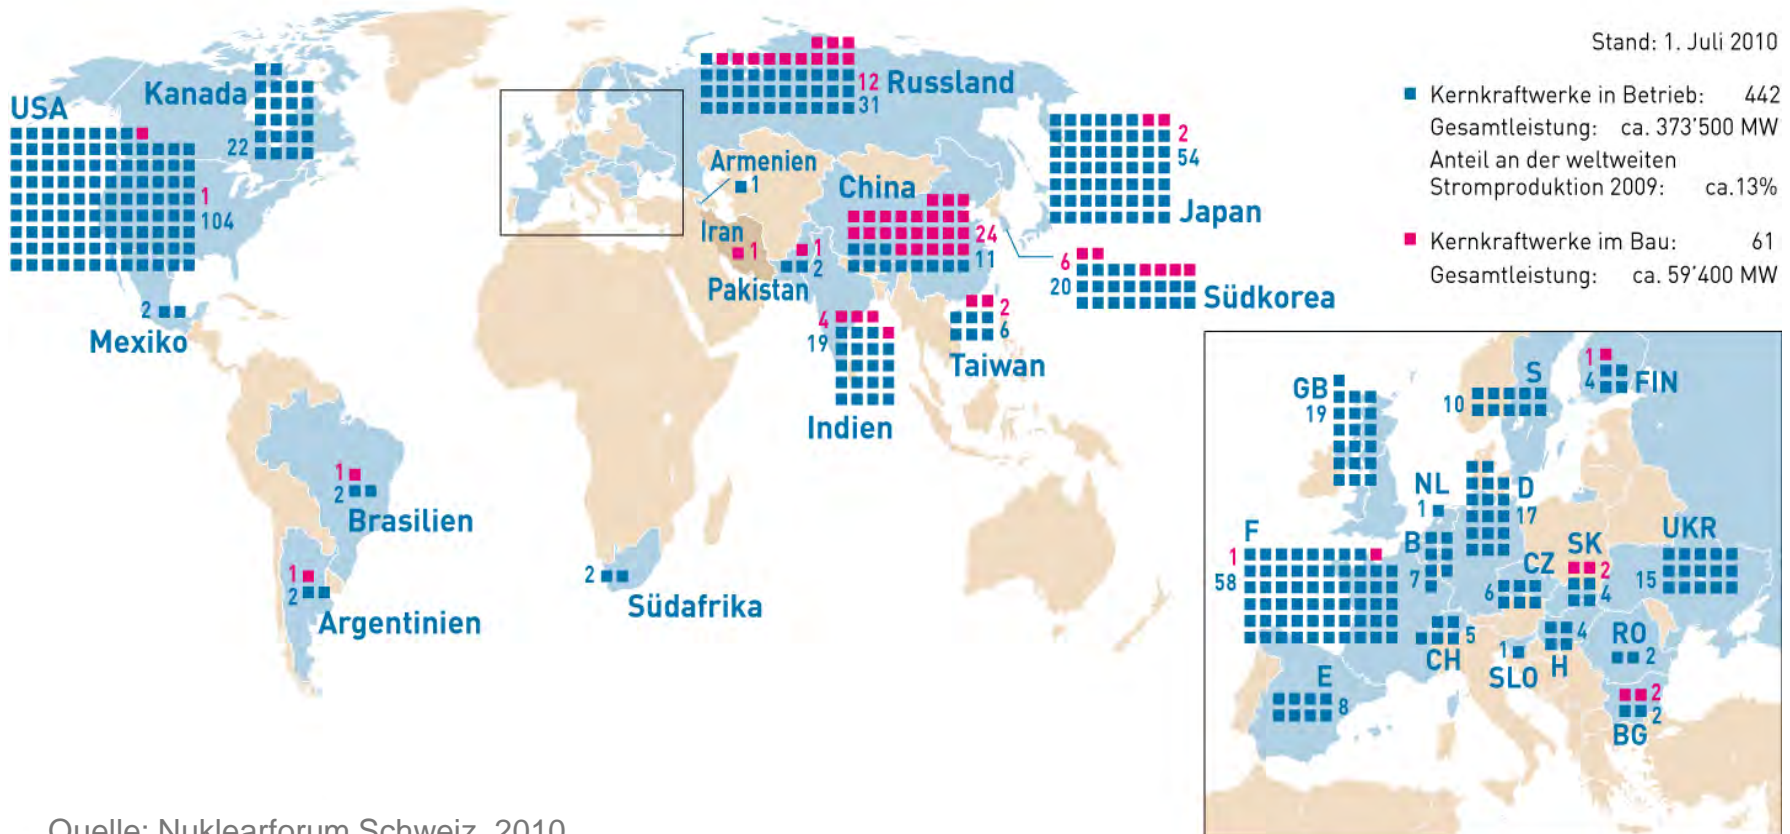 Stand: 1. Juli 2010
Kernkraftwerke in Betrieb: 442
Gesamtleistung: ca. 373'500 MW
Anteil an der weltweiten
Stromproduktion 2009: ca.13%
Kernkraftwerke im Bau: 61
Gesamtleistung: ca. 59'400 MW
USA
1
104
Kanada
22
Mexiko
2
Brasilien
1
2
Argentinien
1
2
Südafrika
2
Russland
12
31
Armenien
1
Iran
1
Pakistan
1
2
China
24
11
Indien
4
19
Taiwan
2
6
Südkorea
6
20
Japan
2
54
GB
19
S
10
FIN
1
4
NL
1
D
17
B
7
F
1
58
CZ
6
SK
2
4
UKR
15
CH
5
SLO
1
H
4
RO
2
BG
2
2
E
8
Quelle: Nuklearforum Schweiz, 2010